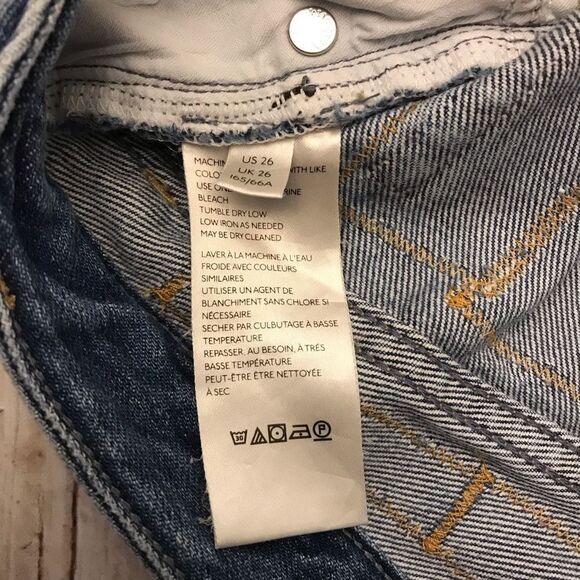 US 26
UK 26
165/66A
MACHIN WITH LIKE
COLO
USE ON RINE
BLEACH
TUMBLE DRY LOW
LOW IRON AS NEEDED
MAY BE DRY CLEANED
LAVER À LA MACHINE À L'EAU
FROIDE AVEC COULEURS
SIMILAIRES
UTILISER UN AGENT DE
BLANCHIMENT SANS CHLORE SI
NÉCESSAIRE
SECHER PAR CULBUTAGE À BASSE
TEMPERATURE
REPASSER, AU BESOIN, À TRÈS
BASSE TEMPÉRATURE
PEUT-ÊTRE ÊTRE NETTOYÉE
À SEC
30 P